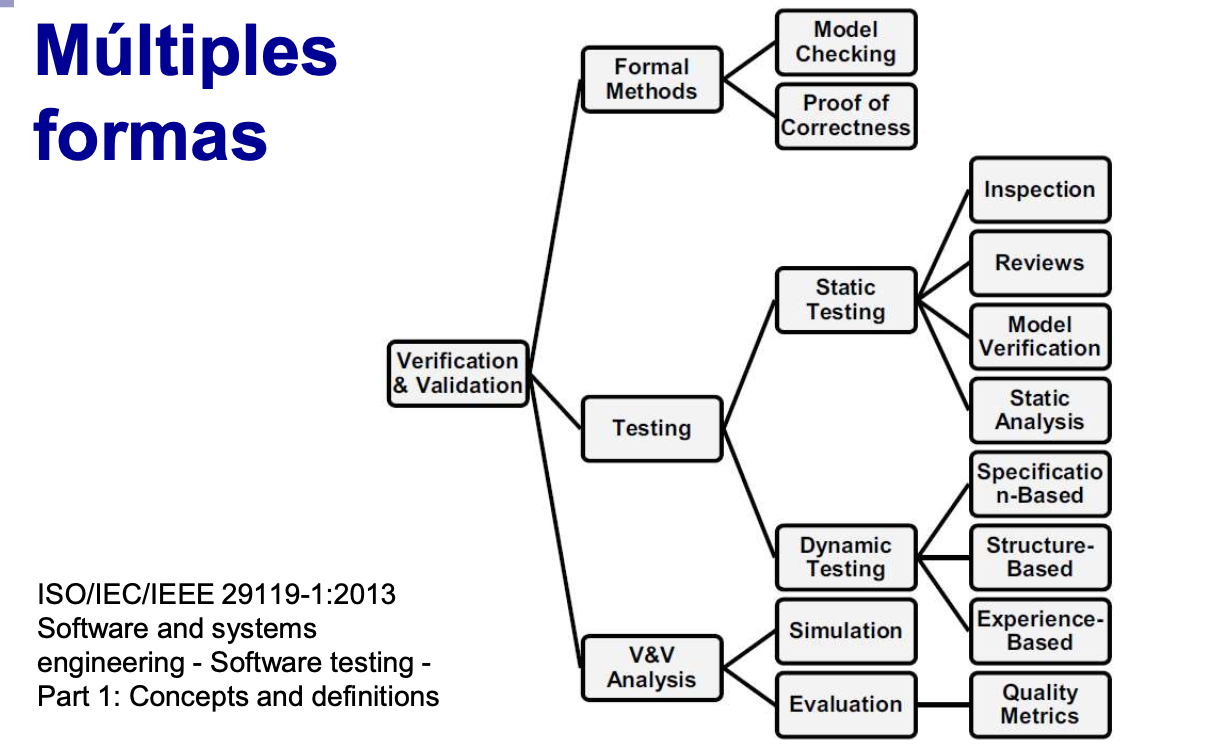 Múltiples
formas
Model
Checking
Formal
Methods
Proof of
Correctness
Inspection
Reviews
Static
Testing
Model
Verification
Verification
& Validation
Static
Analysis
Testing
Specificatio
n-Based
Dynamic
Testing
Structure-
Based
Experience-
Based
Simulation
V&V
Analysis
Evaluation
Quality
Metrics
ISO/IEC/IEEE 29119-1:2013
Software and systems
engineering - Software testing -
Part 1: Concepts and definitions